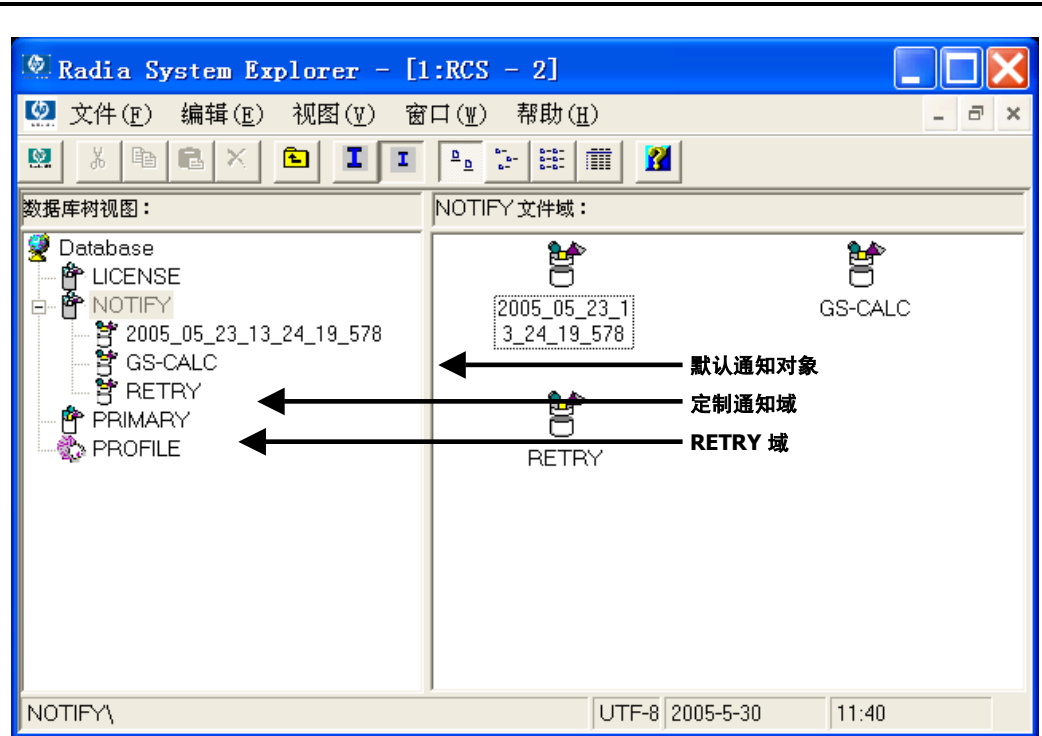 Radia System Explorer - [1:RCS - 2]
文件(F) 编辑(E) 视图(V) 窗口(W) 帮助(H)
数据库树视图：
NOTIFY 文件域：
Database
LICENSE
NOTIFY
2005_05_23_13_24_19_578
GS-CALC
RETRY
PRIMARY
PROFILE
2005_05_23_1
3_24_19_578
GS-CALC
RETRY
默认通知对象
定制通知域
RETRY 域
NOTIFY\ UTF-8 2005-5-30 11:40